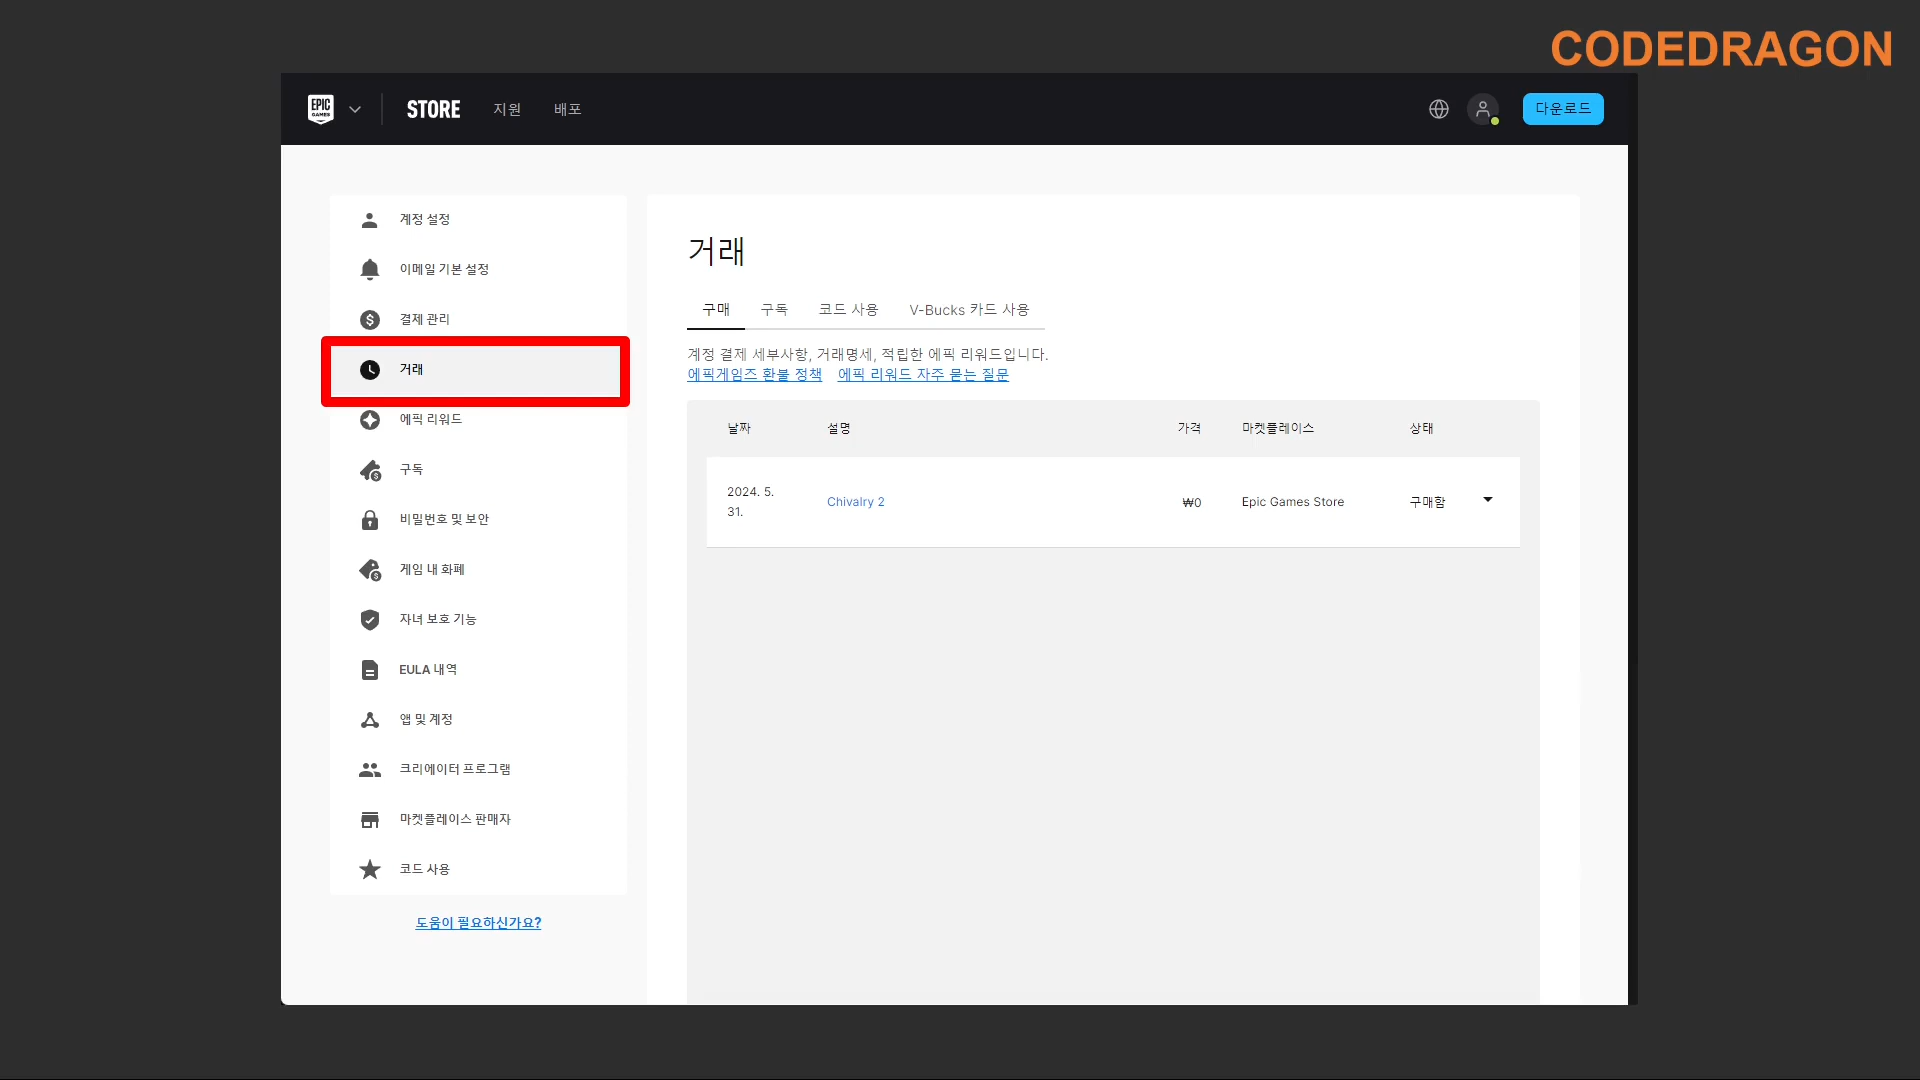 CODEDRAGON
EPIC
GAMES
STORE 지원 배포 다운로드
계정 설정
이메일 기본 설정
결제 관리
거래
에픽 리워드
구독
비밀번호 및 보안
게임 내 화폐
자녀 보호 기능
EULA 내역
앱 및 계정
크리에이터 프로그램
마켓플레이스 판매자
코드 사용
도움이 필요하신가요?
거래
구매 구독 코드 사용 V-Bucks 카드 사용
계정 결제 세부사항, 거래명세, 적립한 에픽 리워드입니다.
에픽게임즈 환불 정책 에픽 리워드 자주 묻는 질문
날짜 설명 가격 마켓플레이스 상태
2024. 5.
31.
Chivalry 2 ₩0 Epic Games Store 구매함